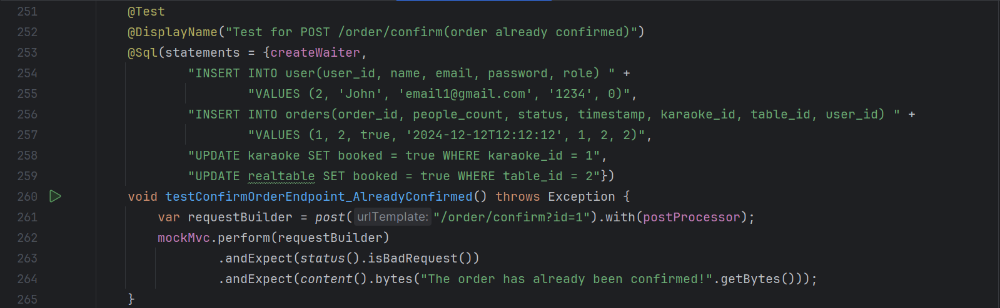 251 @Test
252 @DisplayName("Test for POST /order/confirm(order already confirmed)")
253 @Sql(statements = {createWaiter,
254 "INSERT INTO user(user_id, name, email, password, role) " +
255 "VALUES (2, 'John', 'email1@gmail.com', '1234', 0)",
256 "INSERT INTO orders(order_id, people_count, status, timestamp, karaoke_id, table_id, user_id) " +
257 "VALUES (1, 2, true, '2024-12-12T12:12:12', 1, 2, 2)",
258 "UPDATE karaoke SET booked = true WHERE karaoke_id = 1",
259 "UPDATE realtable SET booked = true WHERE table_id = 2"})
260 void testConfirmOrderEndpoint_AlreadyConfirmed() throws Exception {
261 var requestBuilder = post( urlTemplate: "/order/confirm?id=1").with(postProcessor);
262 mockMvc.perform(requestBuilder)
263 .andExpect(status().isBadRequest())
264 .andExpect(content().bytes("The order has already been confirmed!".getBytes()));
265 }